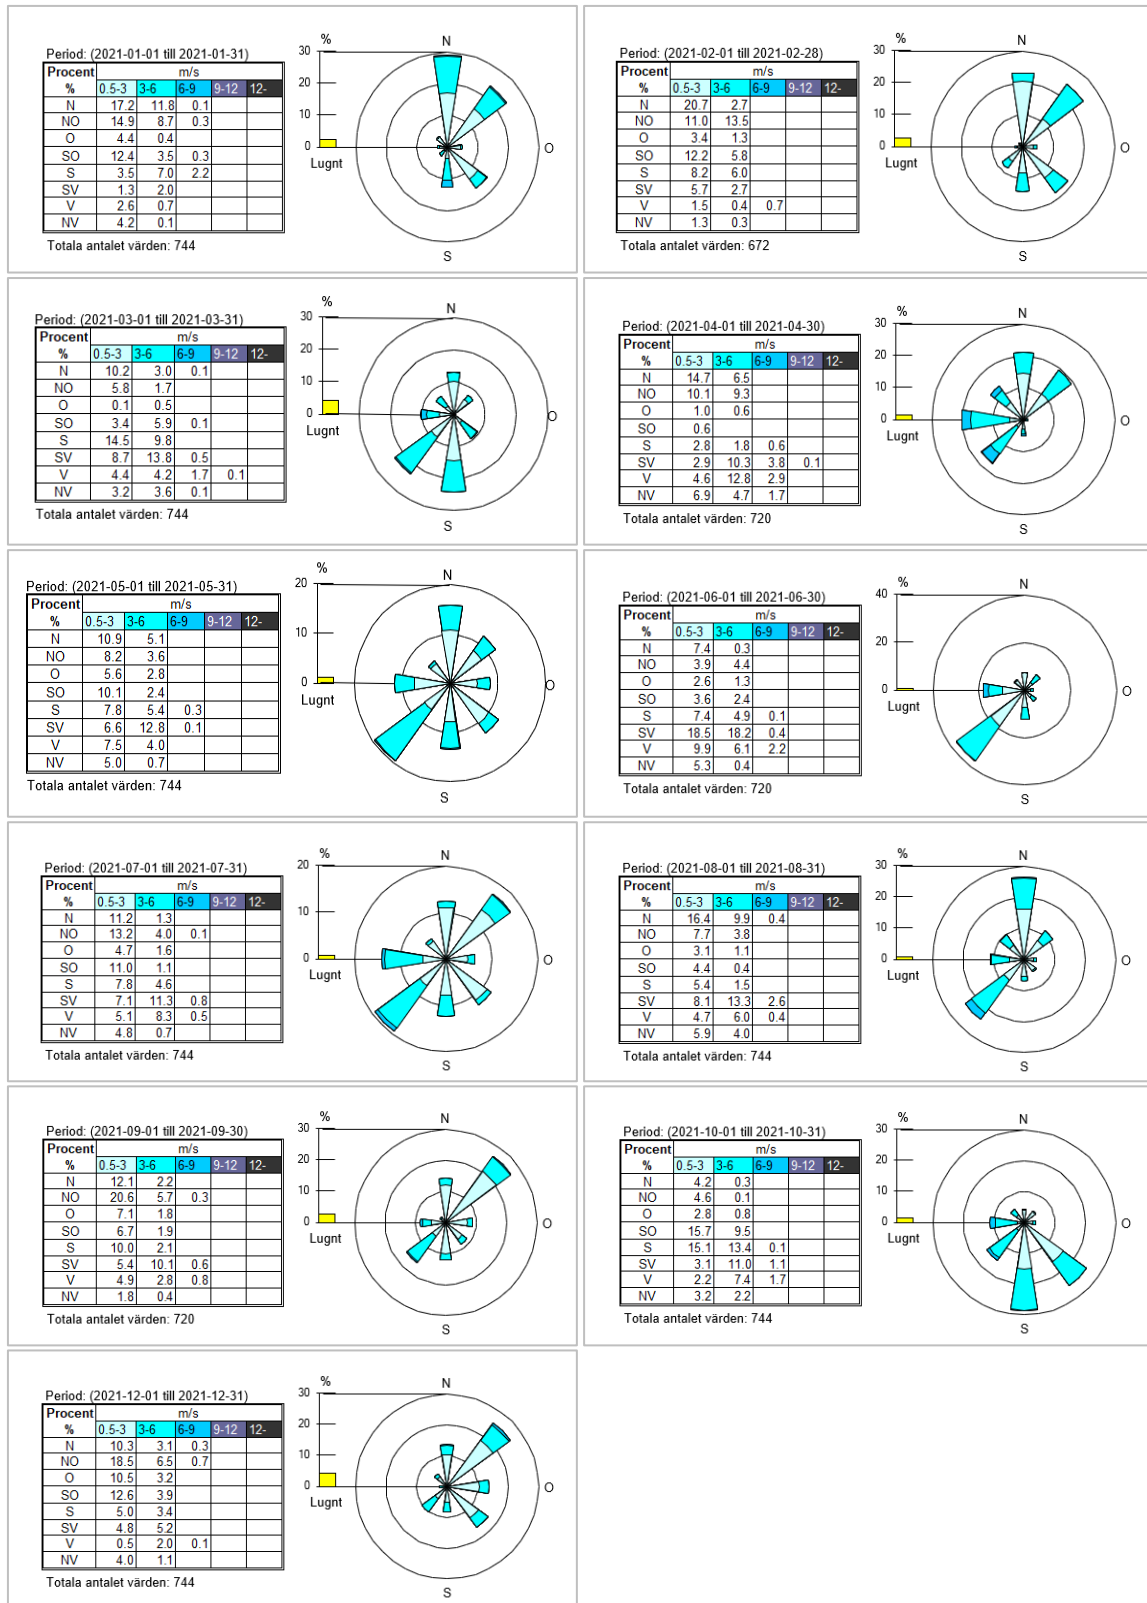 Period: (2021-01-01 till 2021-01-31)
Procent m/s
% 0.5-3 3-6 6-9 9-12 12-
N 17.2 11.8 0.1
NO 14.9 8.7 0.3
O 4.4 0.4
SO 12.4 3.5 0.3
S 3.5 7.0 2.2
SV 1.3 2.0
V 2.6 0.7
NV 4.2 0.1
Totala antalet värden: 744
%
30
20
10
0
Lugnt
N
O
S
Period: (2021-02-01 till 2021-02-28)
Procent m/s
% 0.5-3 3-6 6-9 9-12 12-
N 20.7 2.7
NO 11.0 13.5
O 3.4 1.3
SO 12.2 5.8
S 8.2 6.0
SV 5.7 2.7
V 1.5 0.4 0.7
NV 1.3 0.3
Totala antalet värden: 672
%
30
20
10
0
Lugnt
N
O
S
Period: (2021-03-01 till 2021-03-31)
Procent m/s
% 0.5-3 3-6 6-9 9-12 12-
N 10.2 3.0 0.1
NO 5.8 1.7
O 0.1 0.5
SO 3.4 5.9 0.1
S 14.5 9.8
SV 8.7 13.8 0.5
V 4.4 4.2 1.7 0.1
NV 3.2 3.6 0.1
Totala antalet värden: 744
%
30
20
10
0
Lugnt
N
O
S
Period: (2021-04-01 till 2021-04-30)
Procent m/s
% 0.5-3 3-6 6-9 9-12 12-
N 14.7 6.5
NO 10.1 9.3
O 1.0 0.6
SO 0.6
S 2.8 1.8 0.6
SV 2.9 10.3 3.8 0.1
V 4.6 12.8 2.9
NV 6.9 4.7 1.7
Totala antalet värden: 720
%
30
20
10
0
Lugnt
N
O
S
Period: (2021-05-01 till 2021-05-31)
Procent m/s
% 0.5-3 3-6 6-9 9-12 12-
N 10.9 5.1
NO 8.2 3.6
O 5.6 2.8
SO 10.1 2.4
S 7.8 5.4 0.3
SV 6.6 12.8 0.1
V 7.5 4.0
NV 5.0 0.7
Totala antalet värden: 744
%
20
10
0
Lugnt
N
O
S
Period: (2021-06-01 till 2021-06-30)
Procent m/s
% 0.5-3 3-6 6-9 9-12 12-
N 7.4 0.3
NO 3.9 4.4
O 2.6 1.3
SO 3.6 2.4
S 7.4 4.9 0.1
SV 18.5 18.2 0.4
V 9.9 6.1 2.2
NV 5.3 0.4
Totala antalet värden: 720
%
40
20
0
Lugnt
N
O
S
Period: (2021-07-01 till 2021-07-31)
Procent m/s
% 0.5-3 3-6 6-9 9-12 12-
N 11.2 1.3
NO 13.2 4.0 0.1
O 4.7 1.6
SO 11.0 1.1
S 7.8 4.6
SV 7.1 11.3 0.8
V 5.1 8.3 0.5
NV 4.8 0.7
Totala antalet värden: 744
%
20
10
0
Lugnt
N
O
S
Period: (2021-08-01 till 2021-08-31)
Procent m/s
% 0.5-3 3-6 6-9 9-12 12-
N 16.4 9.9 0.4
NO 7.7 3.8
O 3.1 1.1
SO 4.4 0.4
S 5.4 1.5
SV 8.1 13.3 2.6
V 4.7 6.0 0.4
NV 5.9 4.0
Totala antalet värden: 744
%
30
20
10
0
Lugnt
N
O
S
Period: (2021-09-01 till 2021-09-30)
Procent m/s
% 0.5-3 3-6 6-9 9-12 12-
N 12.1 2.2
NO 20.6 5.7 0.3
O 7.1 1.8
SO 6.7 1.9
S 10.0 2.1
SV 5.4 10.1 0.6
V 4.9 2.8 0.8
NV 1.8 0.4
Totala antalet värden: 720
%
30
20
10
0
Lugnt
N
O
S
Period: (2021-10-01 till 2021-10-31)
Procent m/s
% 0.5-3 3-6 6-9 9-12 12-
N 4.2 0.3
NO 4.6 0.1
O 2.8 0.8
SO 15.7 9.5
S 15.1 13.4 0.1
SV 3.1 11.0 1.1
V 2.2 7.4 1.7
NV 3.2 2.2
Totala antalet värden: 744
%
30
20
10
0
Lugnt
N
O
S
Period: (2021-12-01 till 2021-12-31)
Procent m/s
% 0.5-3 3-6 6-9 9-12 12-
N 10.3 3.1 0.3
NO 18.5 6.5 0.7
O 10.5 3.2
SO 12.6 3.9
S 5.0 3.4
SV 4.8 5.2
V 0.5 2.0 0.1
NV 4.0 1.1
Totala antalet värden: 744
%
30
20
10
0
Lugnt
N
O
S